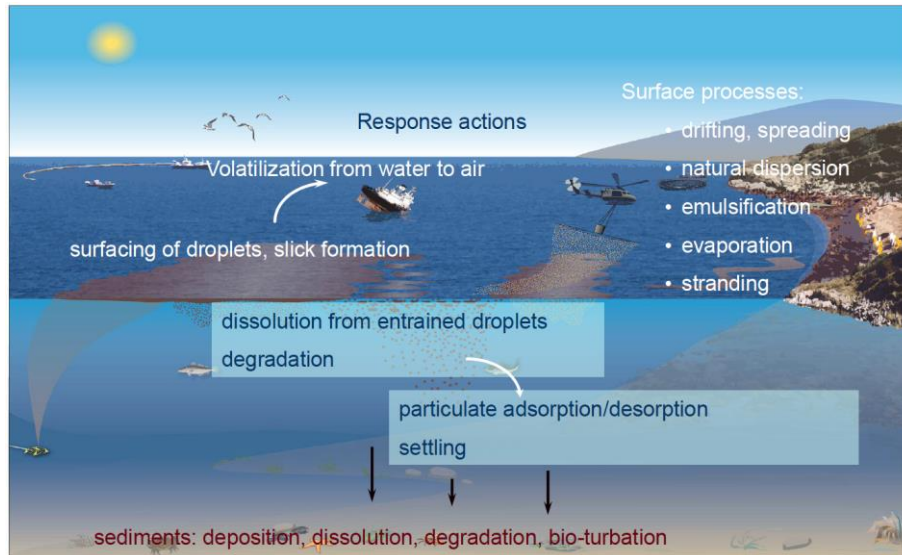 Surface processes:
Response actions
• drifting, spreading
Volatilization from water to air
• natural dispersion
• emulsification
surfacing of droplets, slick formation
• evaporation
• stranding
dissolution from entrained droplets
degradation
particulate adsorption/desorption
settling
sediments: deposition, dissolution, degradation, bio-turbation